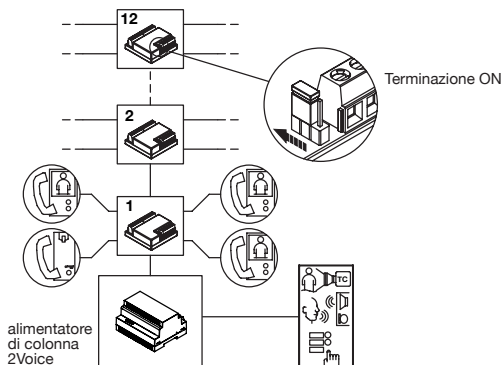 12
Terminazione ON
2
1
TC
alimentatore
di colonna
2Voice